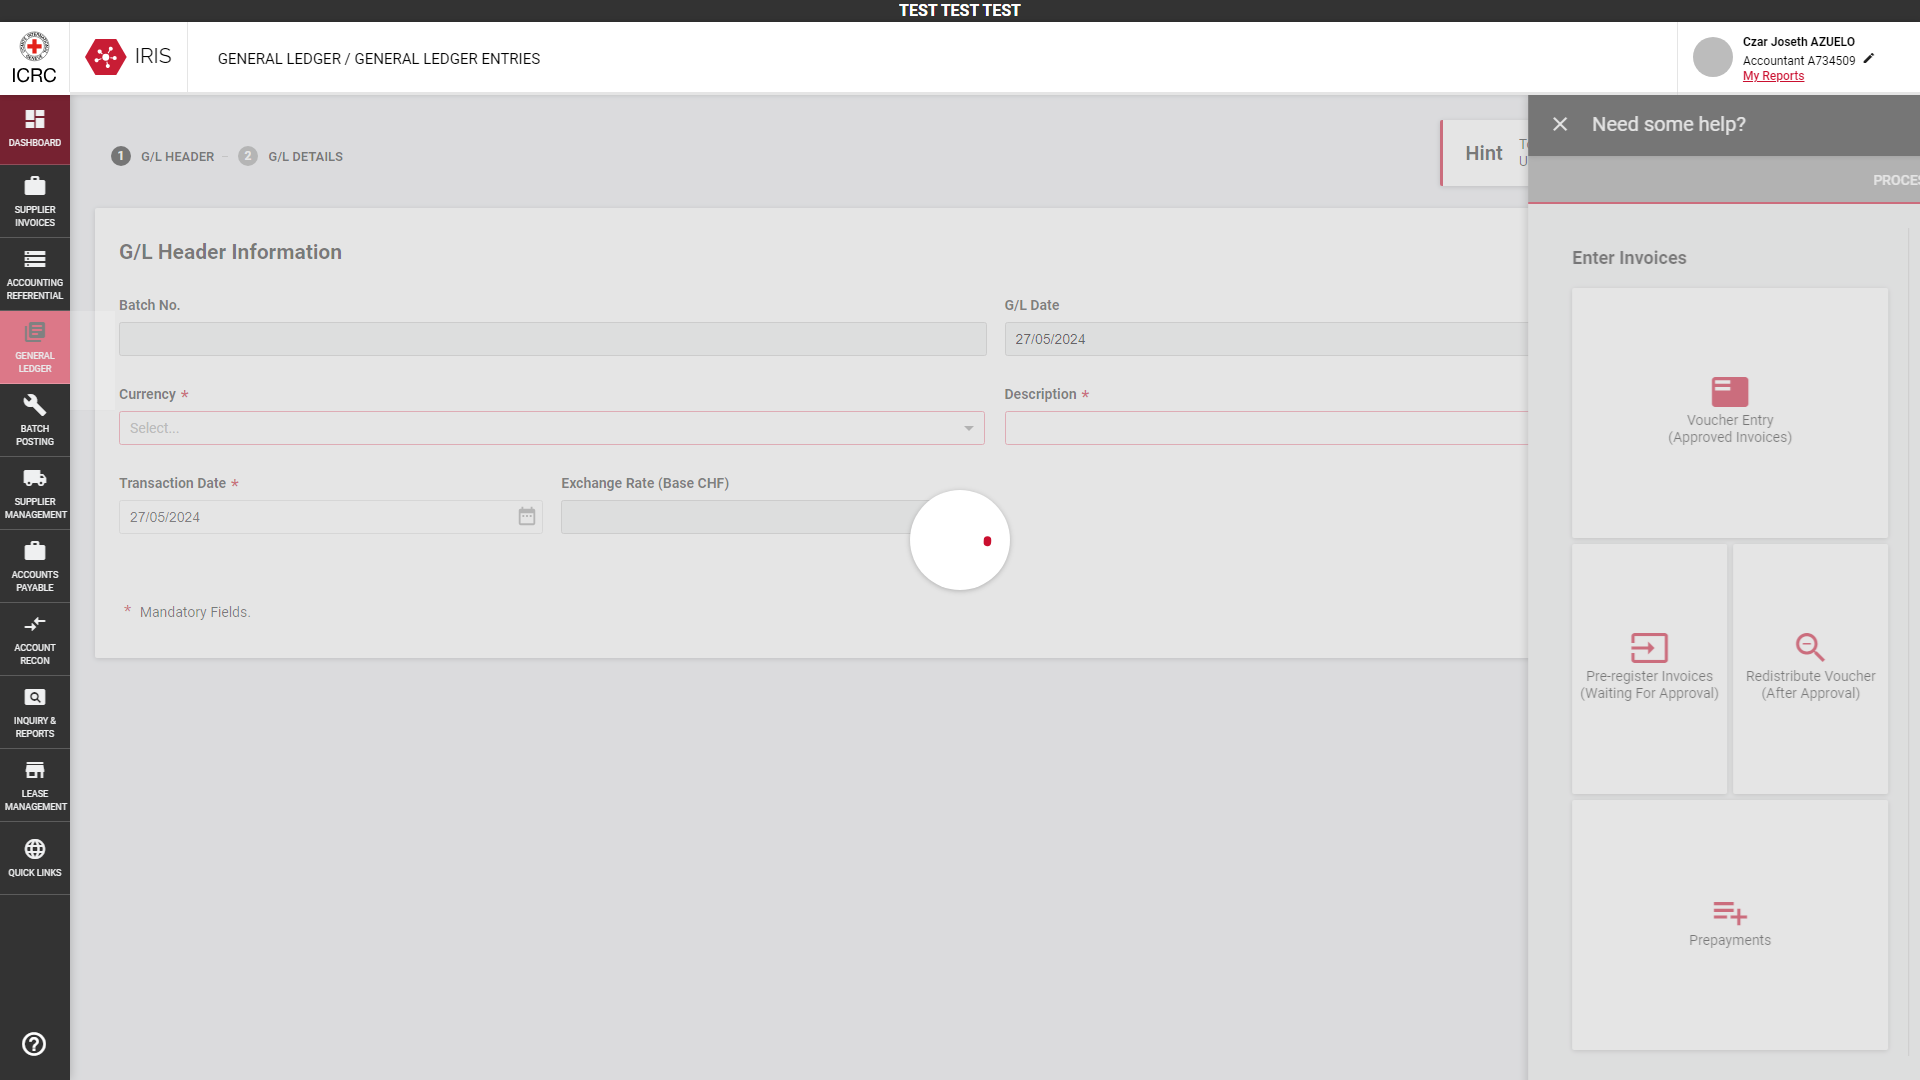 TEST TEST TEST
ICRC
IRIS
GENERAL LEDGER / GENERAL LEDGER ENTRIES
Czar Joseth AZUELO
Accountant A734509
My Reports
DASHBOARD
SUPPLIER
INVOICES
ACCOUNTING
REFERENTIAL
GENERAL
LEDGER
BATCH
POSTING
SUPPLIER
MANAGEMENT
ACCOUNTS
PAYABLE
ACCOUNT
RECON
INQUIRY &
REPORTS
LEASE
MANAGEMENT
QUICK LINKS
1 G/L HEADER
2 G/L DETAILS
Hint
G/L Header Information
Batch No.
G/L Date
27/05/2024
Currency *
Select...
Description *
Transaction Date *
27/05/2024
Exchange Rate (Base CHF)
* Mandatory Fields.
Need some help?
PROCES
Enter Invoices
Voucher Entry
(Approved Invoices)
Pre-register Invoices
(Waiting For Approval)
Redistribute Voucher
(After Approval)
Prepayments